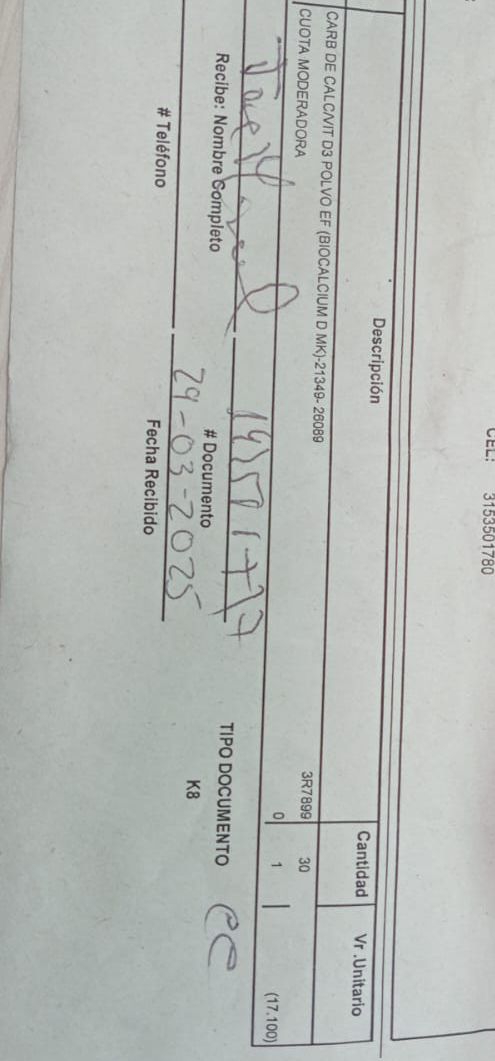 CEL: 3153501780
Descripción Cantidad Vr .Unitario
CARB DE CALC/VIT D3 POLVO EF (BIOCALCIUM D MK)-21349- 26089 3R7899 30
CUOTA MODERADORA 0 1 (17.100)
Recibe: Nombre Completo # Documento TIPO DOCUMENTO CC
29-03-2025 K8
# Teléfono Fecha Recibido